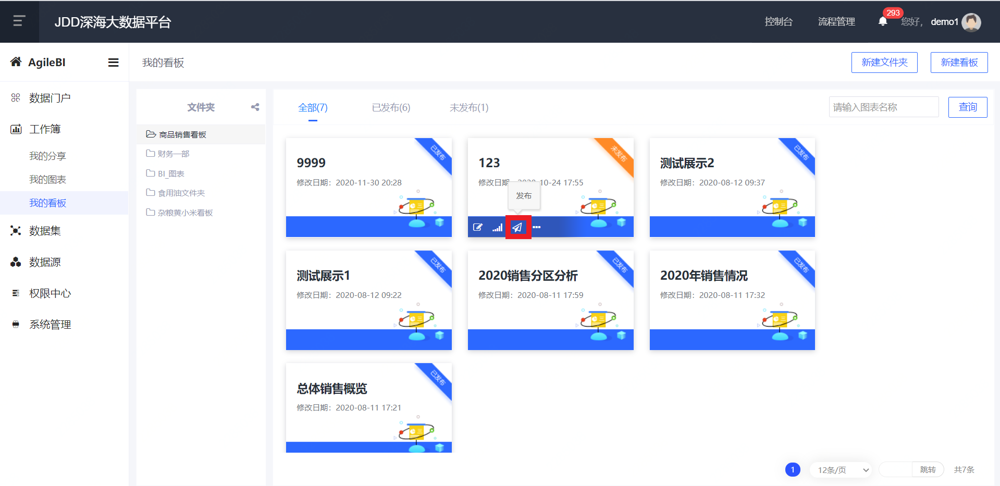 JDD深海大数据平台
控制台
流程管理
293
您好,
demo1
AgileBI
我的看板
新建文件夹
新建看板
数据门户
工作簿
我的分享
我的图表
我的看板
数据集
数据源
权限中心
系统管理
文件夹
商品销售看板
财务一部
BI_图表
食用油文件夹
杂粮黄小米看板
全部(7)
已发布(6)
未发布(1)
请输入图表名称
查询
已发布
9999
修改日期：2020-11-30 20:28
未发布
123
修改日期：2020-10-24 17:55
发布
已发布
测试展示2
修改日期：2020-08-12 09:37
已发布
测试展示1
修改日期：2020-08-12 09:22
已发布
2020销售分区分析
修改日期：2020-08-11 17:59
已发布
2020年销售情况
修改日期：2020-08-11 17:32
已发布
总体销售概览
修改日期：2020-08-11 17:21
1
12条/页
跳转
共7条